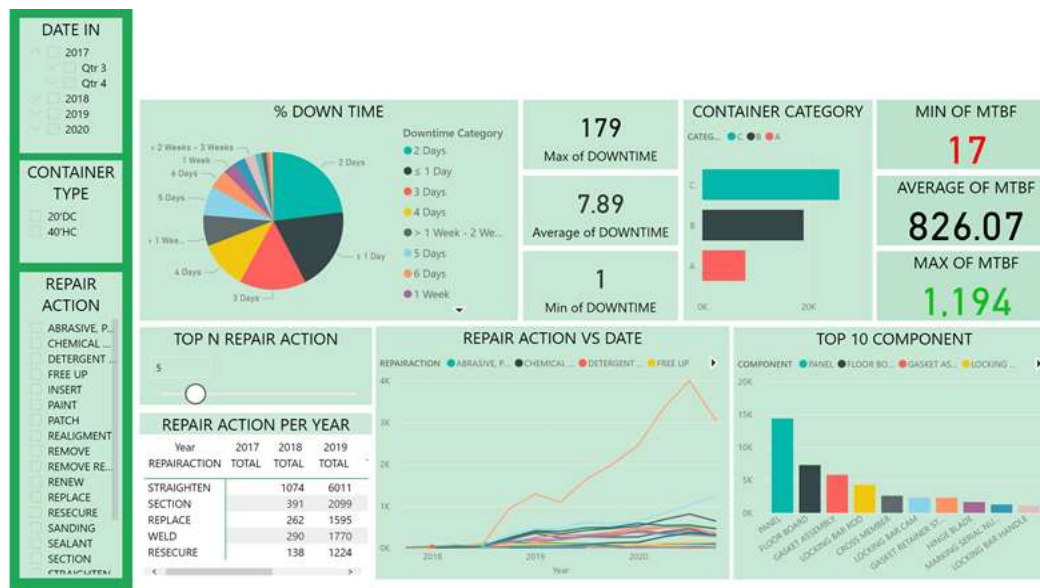 DATE IN
2017
Qtr 3
Qtr 4
2018
2019
2020
CONTAINER
TYPE
20'DC
40'HC
REPAIR
ACTION
ABRASIVE, P...
CHEMICAL ...
DETERGENT ...
FREE UP
INSERT
PAINT
PATCH
REALIGMENT
REMOVE
REMOVE RE...
RENEW
REPLACE
RESECURE
SANDING
SEALANT
SECTION
STRAIGHTEN
% DOWN TIME
> 2 Weeks - 3 Weeks
1 Week
6 Days
5 Days
> 1 Wee...
4 Days
3 Days
≤ 1 Day
2 Days
Downtime Category
2 Days
≤ 1 Day
3 Days
4 Days
> 1 Week - 2 We...
5 Days
6 Days
1 Week
179
Max of DOWNTIME
7.89
Average of DOWNTIME
1
Min of DOWNTIME
CONTAINER CATEGORY
CATEG... C B A
C
B
A
0K 20K
MIN OF MTBF
17
AVERAGE OF MTBF
826.07
MAX OF MTBF
1,194
TOP N REPAIR ACTION
5
REPAIR ACTION PER YEAR
Year 2017 2018 2019
REPAIRACTION TOTAL TOTAL TOTAL
STRAIGHTEN 1074 6011
SECTION 391 2099
REPLACE 262 1595
WELD 290 1770
RESECURE 138 1224
REPAIR ACTION VS DATE
REPAIRACTION ABRASIVE, P... CHEMICAL ... DETERGENT ... FREE UP
4K
3K
2K
1K
0K
2018 2019 2020
Year
TOP 10 COMPONENT
COMPONENT PANEL FLOOR BO... GASKET AS... LOCKING ...
20K
15K
10K
5K
0K
PANEL
FLOOR BOARD
GASKET ASSEMBLY
LOCKING BAR ROD
CROSS MEMBER
LOCKING BAR CAM
GASKET RETAINER ST...
HINGE BLADE
MARKING SERIAL NU...
LOCKING BAR HANDLE